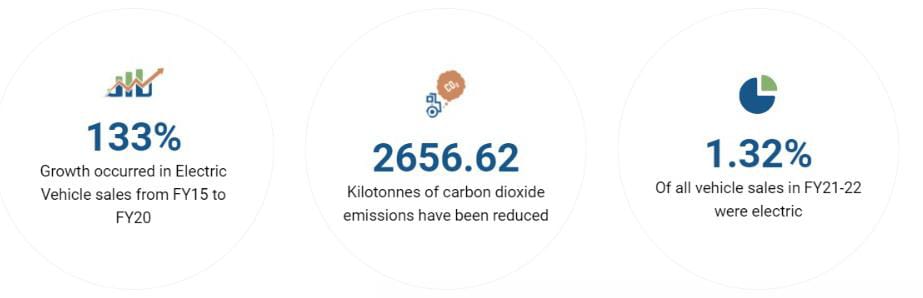 133%
Growth occurred in Electric
Vehicle sales from FY15 to
FY20
CO₂
2656.62
Kilotonnes of carbon dioxide
emissions have been reduced
1.32%
Of all vehicle sales in FY21-22
were electric